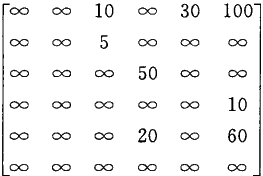 ∞ ∞ 10 ∞ 30 100
∞ ∞ 5 ∞ ∞ ∞
∞ ∞ ∞ 50 ∞ ∞
∞ ∞ ∞ ∞ ∞ 10
∞ ∞ ∞ 20 ∞ 60
∞ ∞ ∞ ∞ ∞ ∞